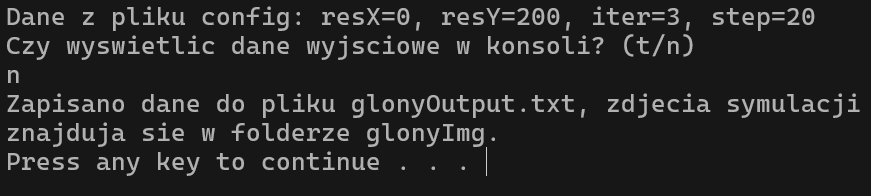 Dane z pliku config: resX=0, resY=200, iter=3, step=20
Czy wyswietlic dane wyjsciowe w konsoli? (t/n)
n
Zapisano dane do pliku glonyOutput.txt, zdjecia symulacji
znajduja sie w folderze glonyImg.
Press any key to continue . . .